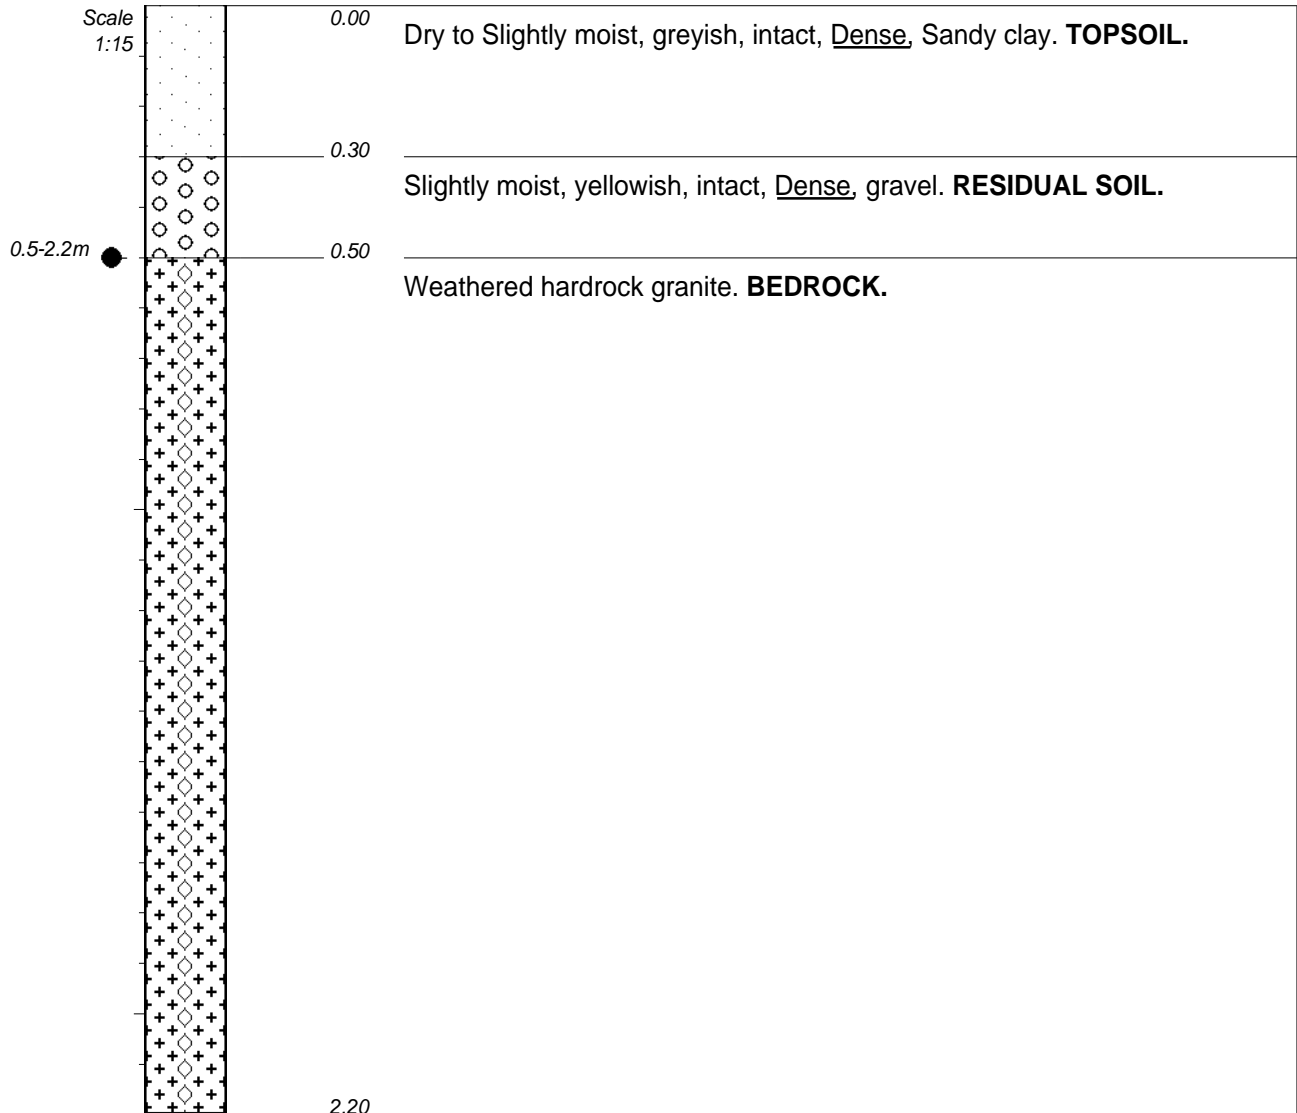 Scale
1:15
0.00
Dry to Slightly moist, greyish, intact, Dense, Sandy clay. TOPSOIL.
0.30
Slightly moist, yellowish, intact, Dense, gravel. RESIDUAL SOIL.
0.5-2.2m
0.50
Weathered hardrock granite. BEDROCK.
2.20